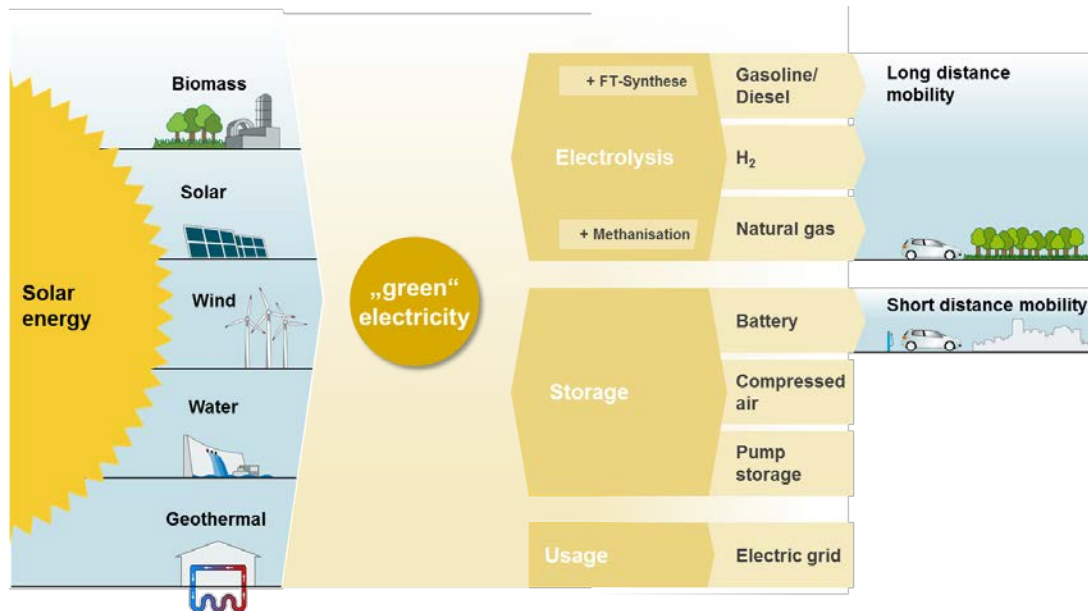 Solar
energy
Biomass
Solar
Wind
Water
Geothermal
„green“
electricity
+ FT-Synthese
Electrolysis
+ Methanisation
Gasoline/
Diesel
H₂
Natural gas
Long distance
mobility
Storage
Battery
Compressed
air
Pump
storage
Short distance mobility
Usage
Electric grid